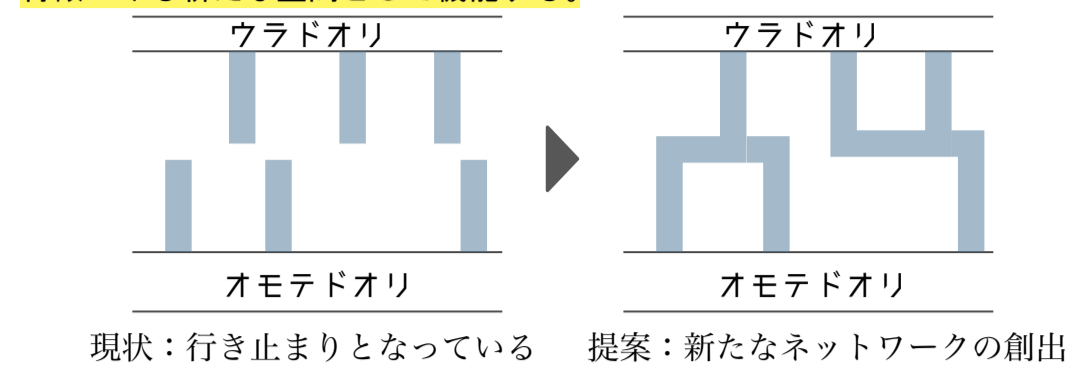 ウラドオリ
ウラドオリ
オモテドオリ
オモテドオリ
現状：行き止まりとなっている
提案：新たなネットワークの創出